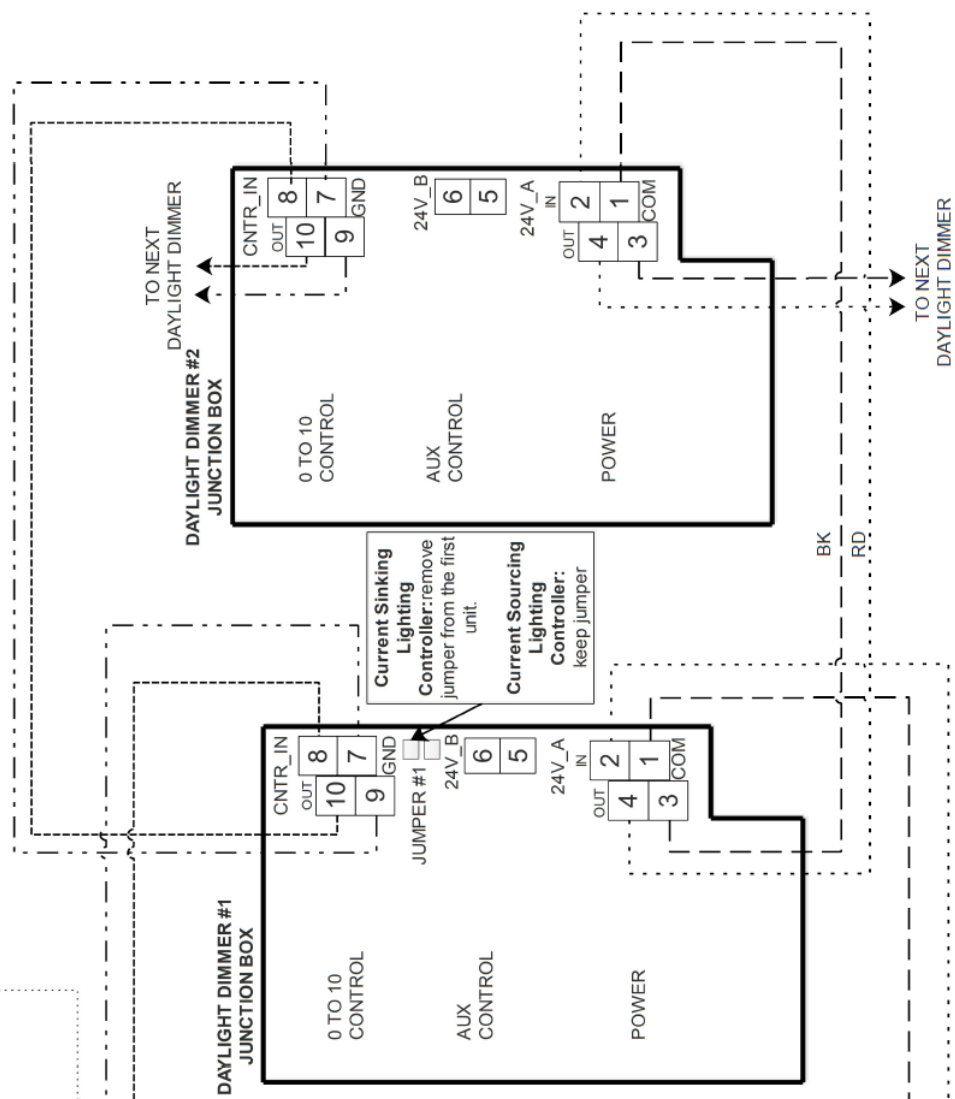 TO NEXT
DAYLIGHT DIMMER
DAYLIGHT DIMMER #2
JUNCTION BOX
CNTR_IN
OUT
8
7
10
9
GND
24V_B
6
5
24V_A
IN
OUT
2
1
4
3
COM
0 TO 10
CONTROL
AUX
CONTROL
POWER
TO NEXT
DAYLIGHT DIMMER
BK
RD
Current Sinking
Lighting
Controller:remove
jumper from the first
unit.
Current Sourcing
Lighting
Controller:
keep jumper
DAYLIGHT DIMMER #1
JUNCTION BOX
CNTR_IN
OUT
8
7
10
9
GND
JUMPER #1
24V_B
6
5
24V_A
IN
OUT
2
1
4
3
COM
0 TO 10
CONTROL
AUX
CONTROL
POWER